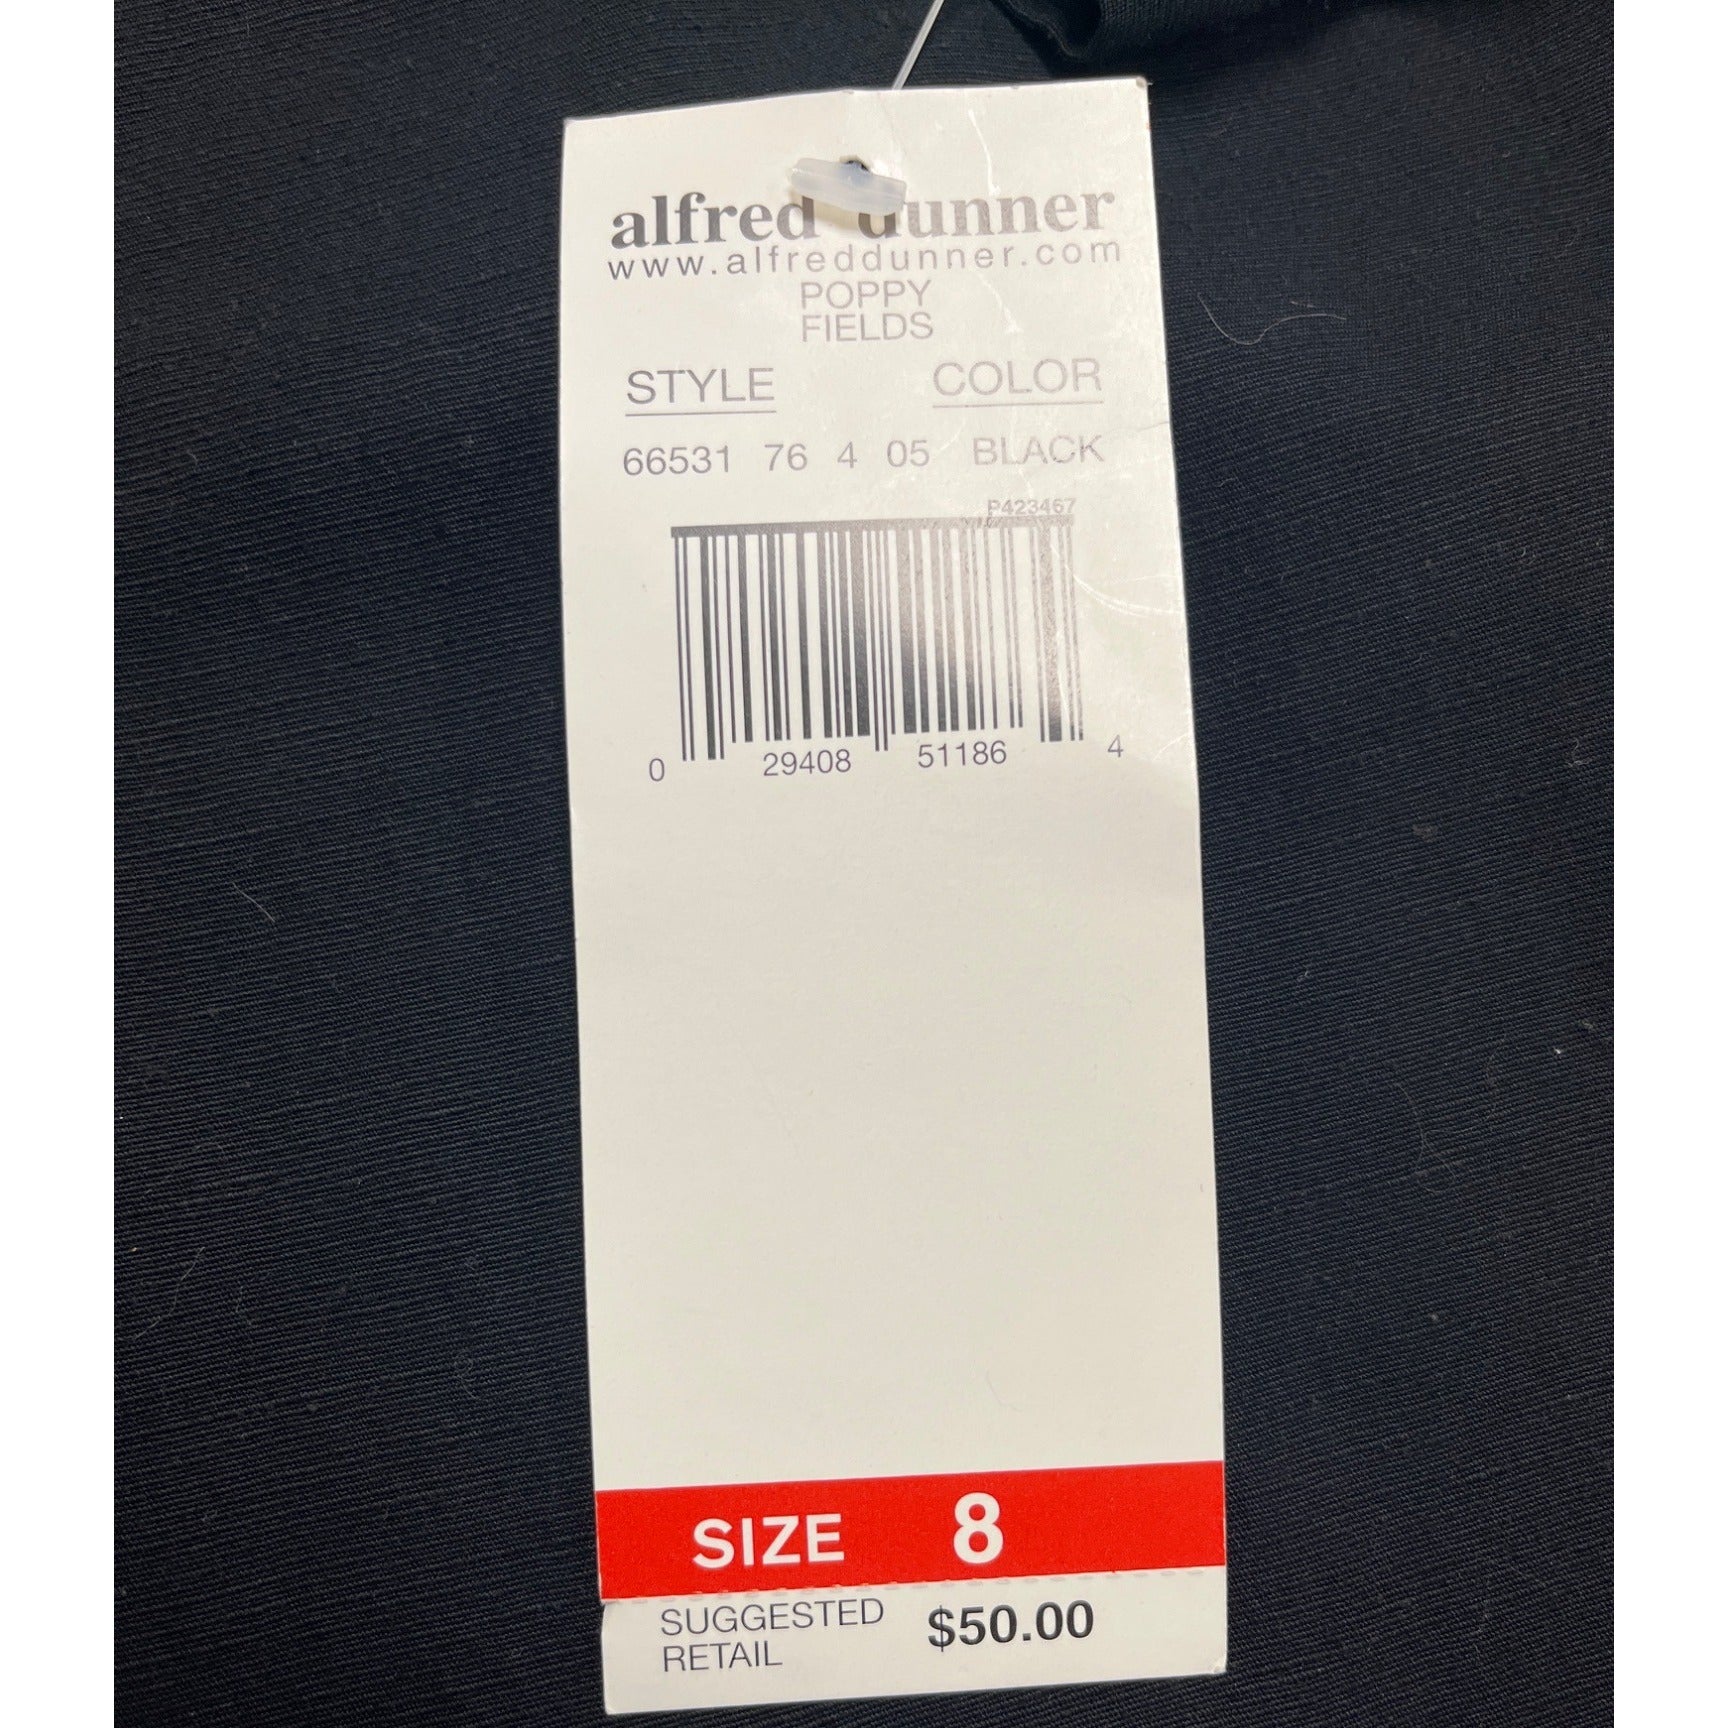 alfred dunner
www.alfreddunner.com
POPPY
FIELDS
STYLE COLOR
66531 76 4 05 BLACK
P423467
0 29408 51186 4
SIZE 8
SUGGESTED
RETAIL $50.00